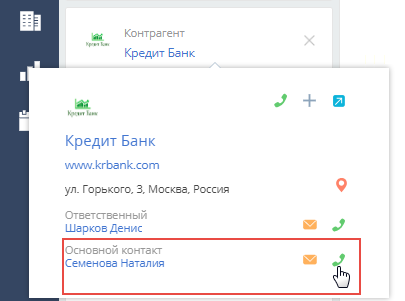 Контрагент
Кредит Банк
Кредит Банк
Кредит Банк
Кредит Банк
www.krbank.com
ул. Горького, 3, Москва, Россия
Ответственный
Шарков Денис
Основной контакт
Семенова Наталия